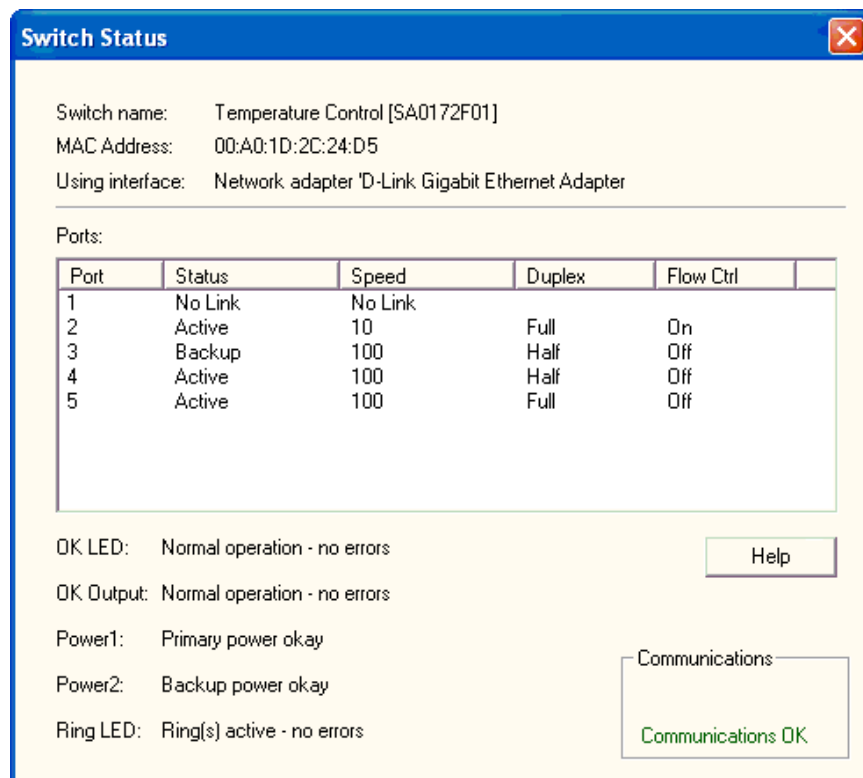 Switch Status
Switch name: Temperature Control [SA0172F01]
MAC Address: 00:A0:1D:2C:24:D5
Using interface: Network adapter 'D-Link Gigabit Ethernet Adapter
Ports:
Port Status Speed Duplex Flow Ctrl
1 No Link No Link
2 Active 10 Full On
3 Backup 100 Half Off
4 Active 100 Half Off
5 Active 100 Full Off
OK LED: Normal operation - no errors
Help
OK Output: Normal operation - no errors
Power1: Primary power okay
Communications
Power2: Backup power okay
Ring LED: Ring(s) active - no errors
Communications OK